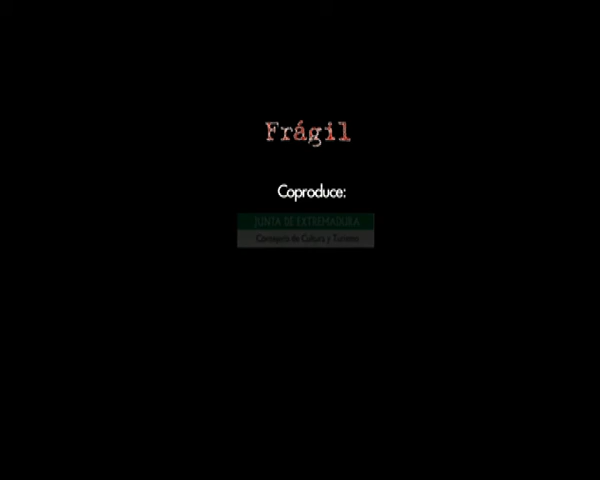 Frágil
Coproduce:
JUNTA DE EXTREMADURA
Consejería de Cultura y Turismo